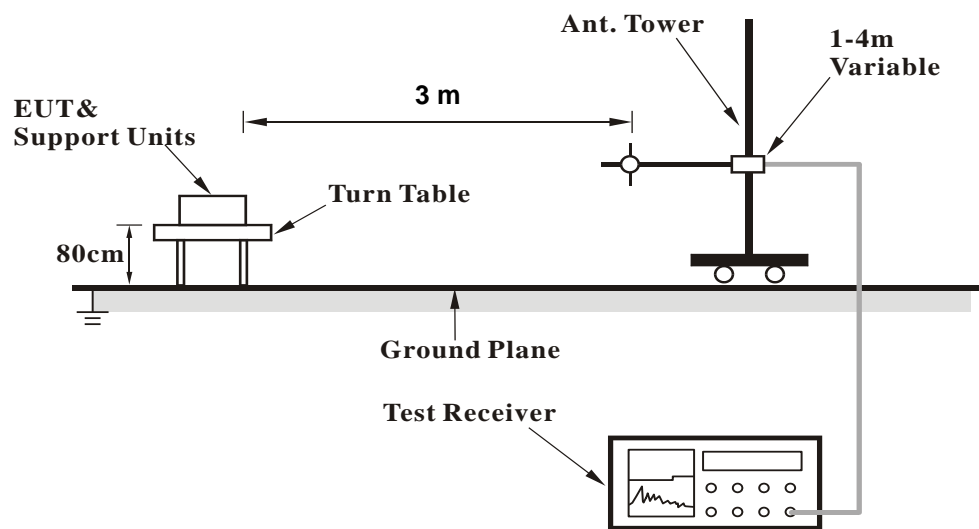 Ant. Tower
1-4m
Variable
3 m
EUT&
Support Units
Turn Table
80cm
Ground Plane
Test Receiver